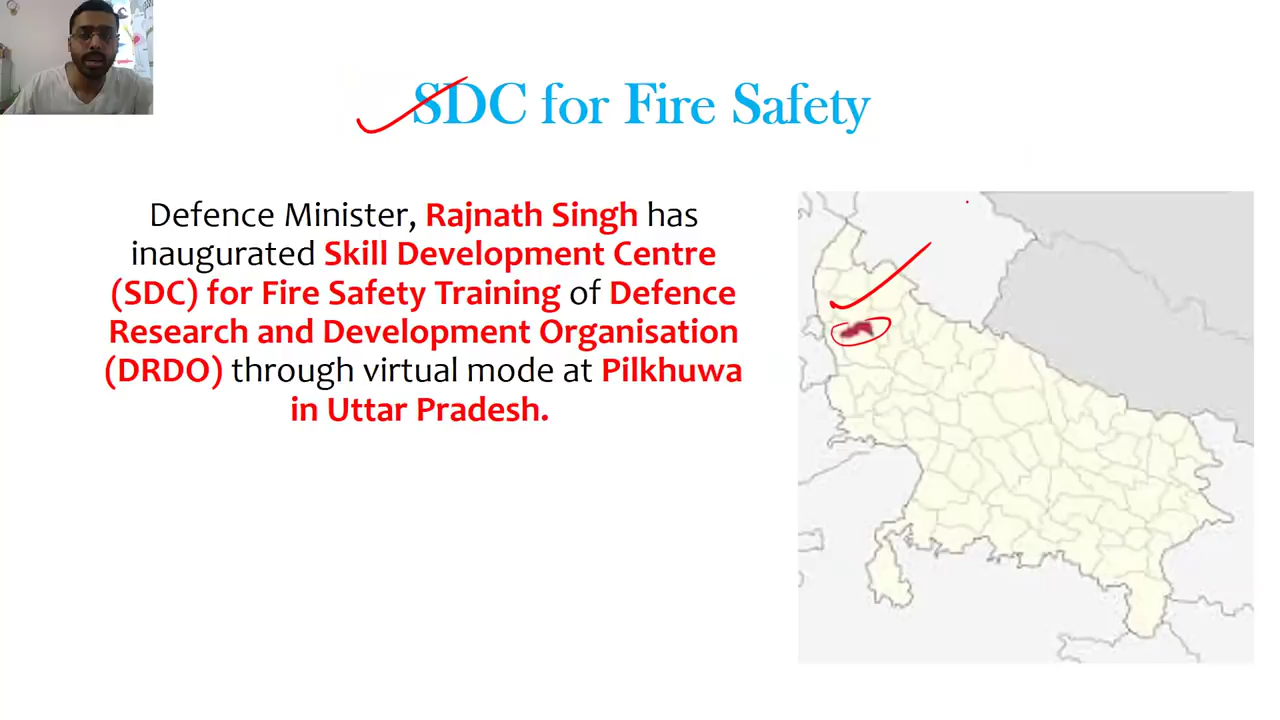 SDC for Fire Safety
Defence Minister, Rajnath Singh has
inaugurated Skill Development Centre
(SDC) for Fire Safety Training of Defence
Research and Development Organisation
(DRDO) through virtual mode at Pilkhuwa
in Uttar Pradesh.